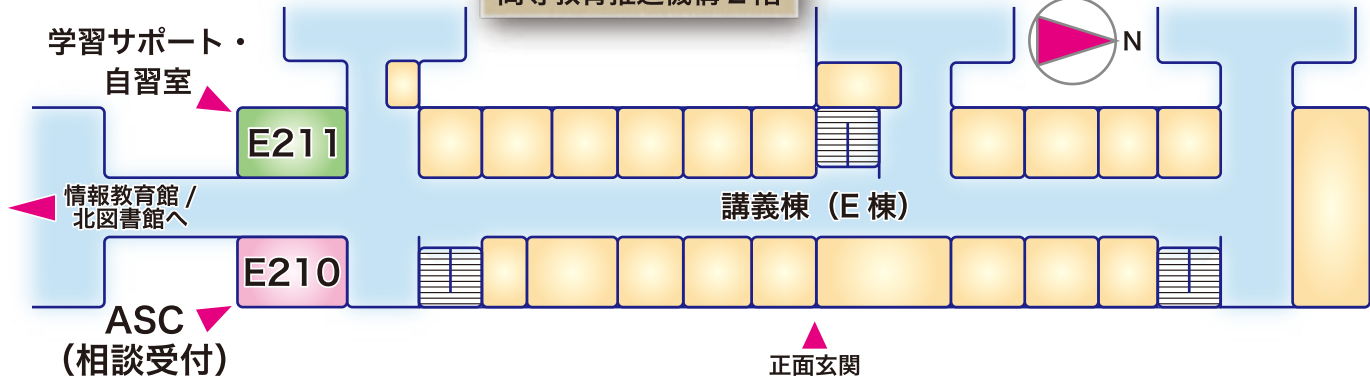 学習サポート・
自習室
N
E211
情報教育館 /
北図書館へ
講義棟（E 棟）
E210
ASC
（相談受付）
正面玄関